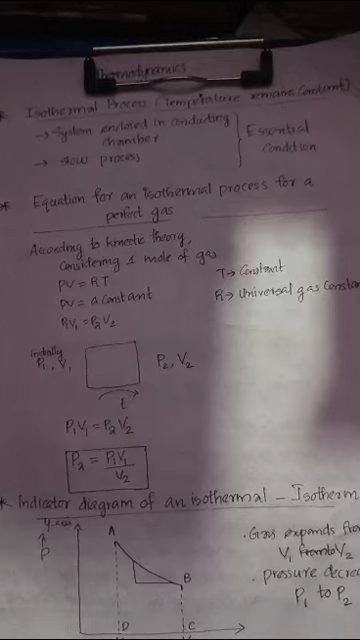 Thermodynamics
* Isothermal Process (Temperature remains Constant)
→ System enclosed in conducting
chamber
→ slow process
Essential
Condition
* Equation for an isothermal process for a
perfect gas
According to kinetic theory,
Considering 1 mole of gas
PV = RT
PV = a constant
P₁V₁ = P₂V₂
T → Constant
R → Universal gas Consta
Initially
P₁, V₁
P₂, V₂
t
P₁V₁ = P₂V₂
P₂ = P₁V₁
V₂
* Indicator diagram of an isothermal - Isotherm
Y-axis
P
A
B
D
C
· Gas expands from
V₁ to V₂
· Pressure decrea
P₁ to P₂